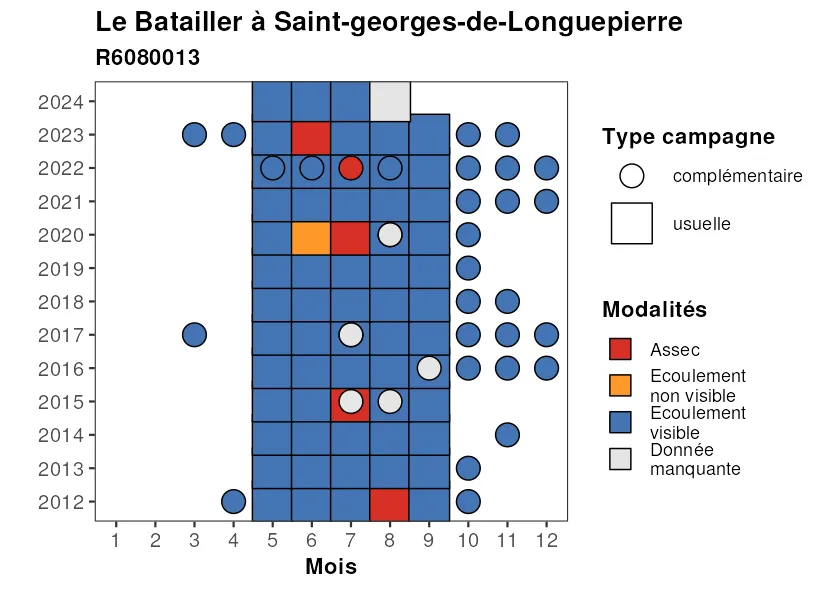 Le Batailler à Saint-georges-de-Longuepierre
R6080013
2024
2023
2022
2021
2020
2019
2018
2017
2016
2015
2014
2013
2012
1 2 3 4 5 6 7 8 9 10 11 12
Mois
Type campagne
complémentaire
usuelle
Modalités
Assec
Ecoulement
non visible
Ecoulement
visible
Donnée
manquante